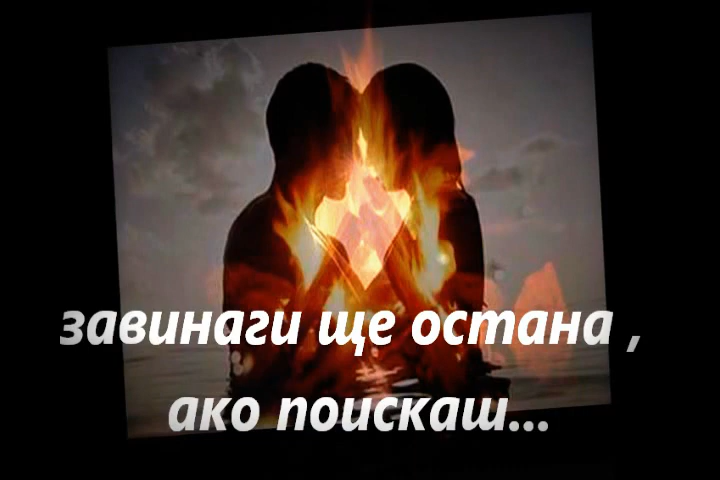 завинаги ще остана ,
ако поискаш...